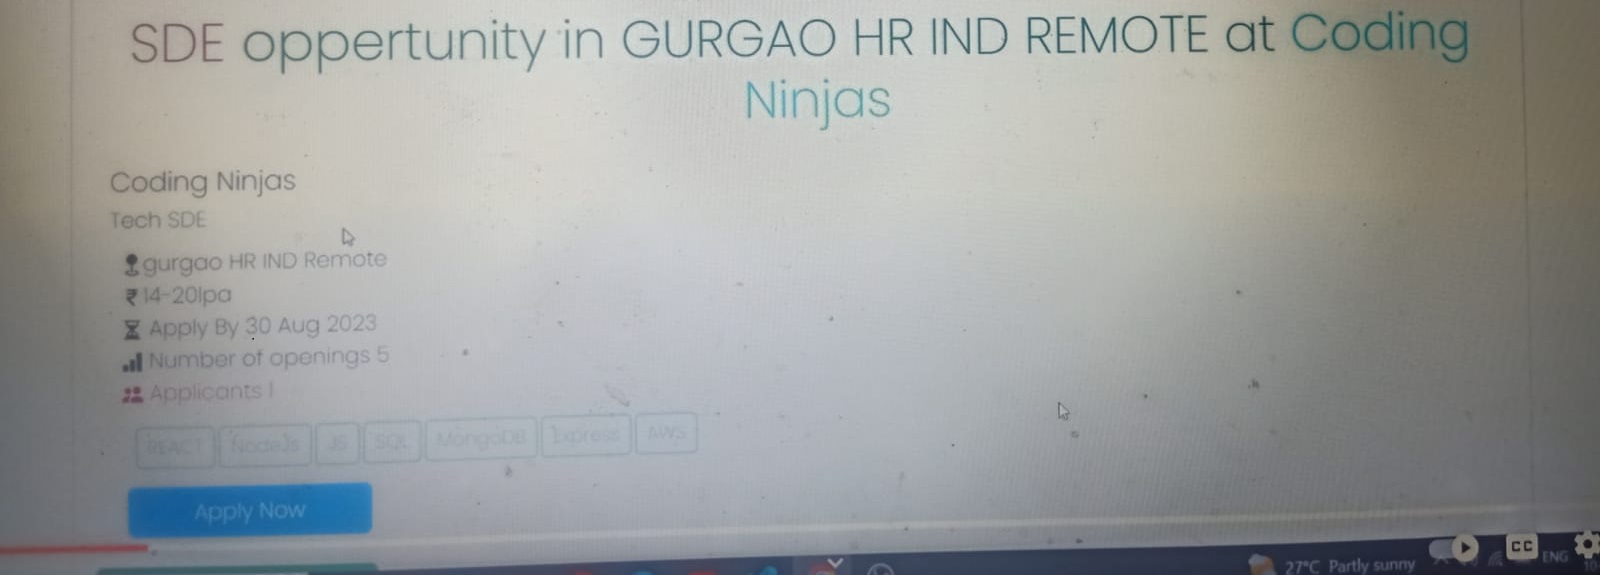 SDE oppertunity in GURGAO HR IND REMOTE at Coding
Ninjas
Coding Ninjas
Tech SDE
gurgao HR IND Remote
₹ 14-20lpa
Apply By 30 Aug 2023
Number of openings 5
Applicants 1
REACT NodeJs JS SQL MongoDB Express AWS
Apply Now
27°C Partly sunny
CC
ENG